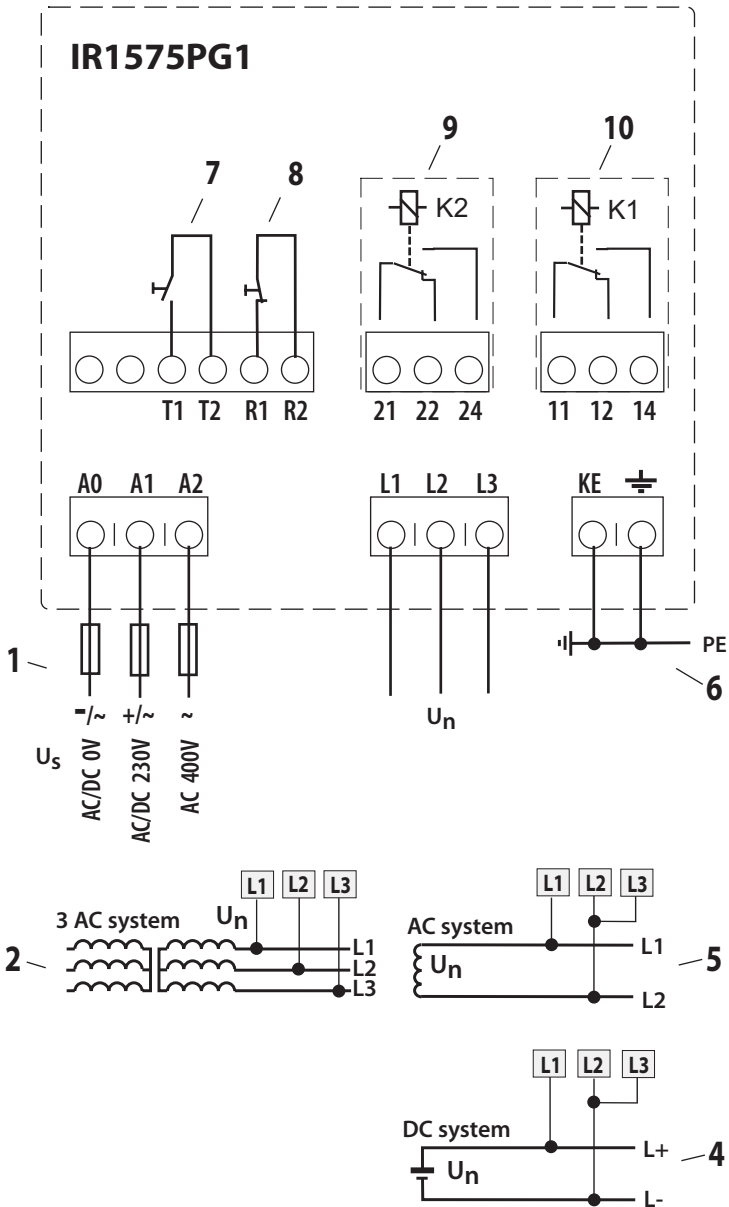 IR1575PG1
9 10
7 8
K2 K1
T1 T2 R1 R2 21 22 24 11 12 14
A0 A1 A2 L1 L2 L3 KE
1
PE
6
-/~ +/~ ~
Un
Us AC/DC 0V AC/DC 230V AC 400V
L1 L2 L3
3 AC system Un
L1
L2
L3
2
L1 L2 L3
AC system
Un
L1
L2
5
L1 L2 L3
DC system
Un
L+
L-
4